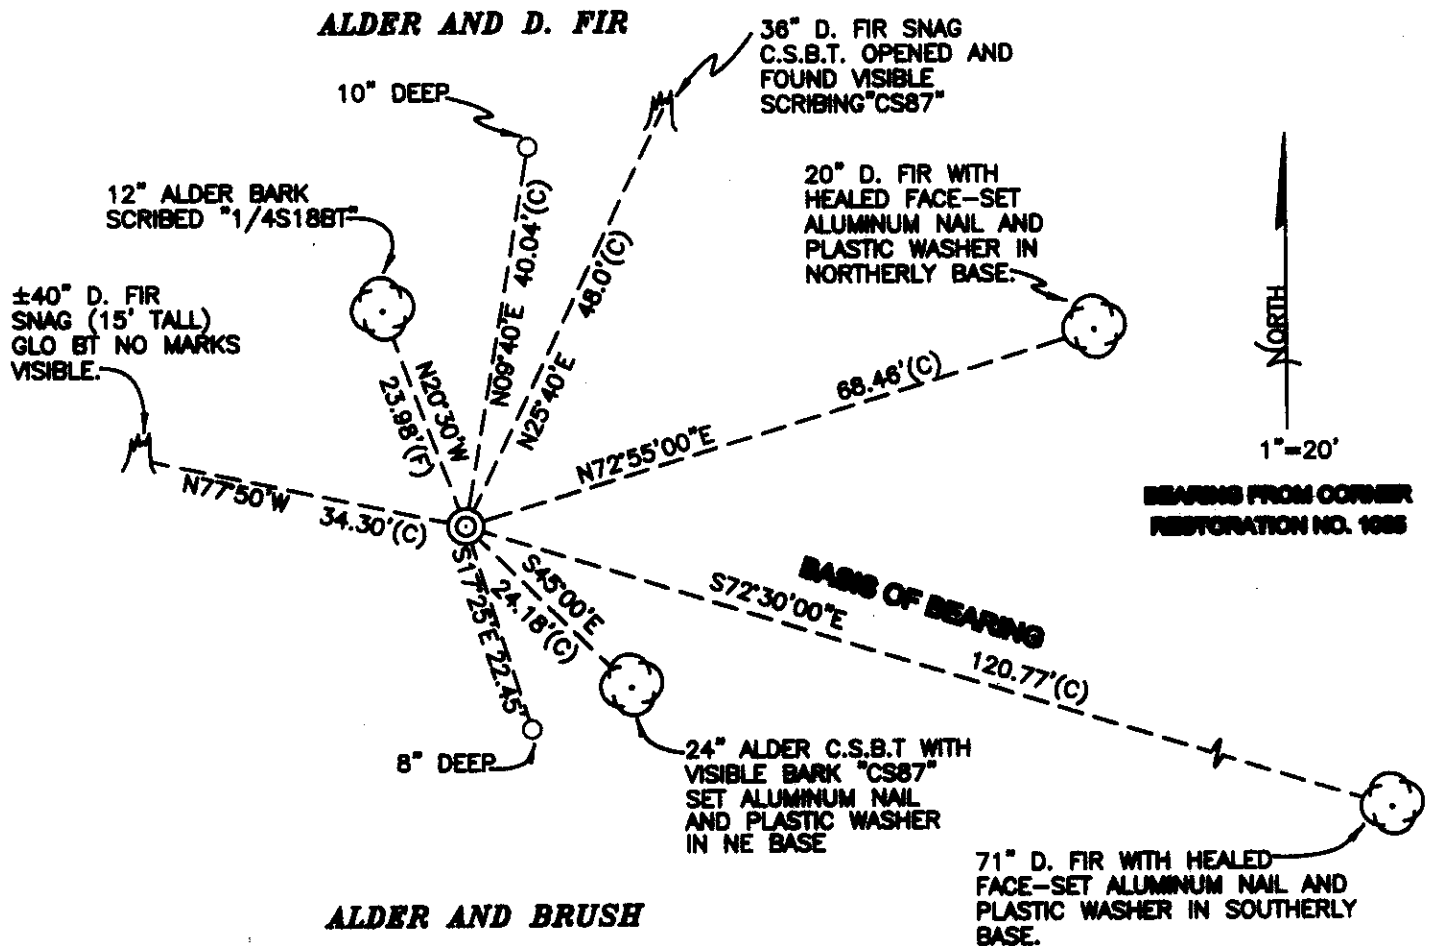 ALDER AND D. FIR
36" D. FIR SNAG
C.S.B.T. OPENED AND
FOUND VISIBLE
SCRIBING"CS87"
10" DEEP
12" ALDER BARK
SCRIBED "1/4S18BT"
20" D. FIR WITH
HEALED FACE-SET
ALUMINUM NAIL AND
PLASTIC WASHER IN
NORTHERLY BASE.
±40" D. FIR
SNAG (15' TALL)
GLO BT NO MARKS
VISIBLE.
N09°40'E 40.04'(C)
N25°40'E 48.0'(C)
N20°30'W
23.98'(F)
N72°55'00"E 68.46'(C)
N77°50'W 34.30'(C)
NORTH
1"=20'
BEARING FROM CORNER
RESTORATION NO. 1085
BASIS OF BEARING
S72°30'00"E 120.77'(C)
S45°00'E
24.18'(C)
S17°25'E 22.45'
8" DEEP
24" ALDER C.S.B.T WITH
VISIBLE BARK "CS87"
SET ALUMINUM NAIL
AND PLASTIC WASHER
IN NE BASE
71" D. FIR WITH HEALED
FACE-SET ALUMINUM NAIL AND
PLASTIC WASHER IN SOUTHERLY
BASE.
ALDER AND BRUSH